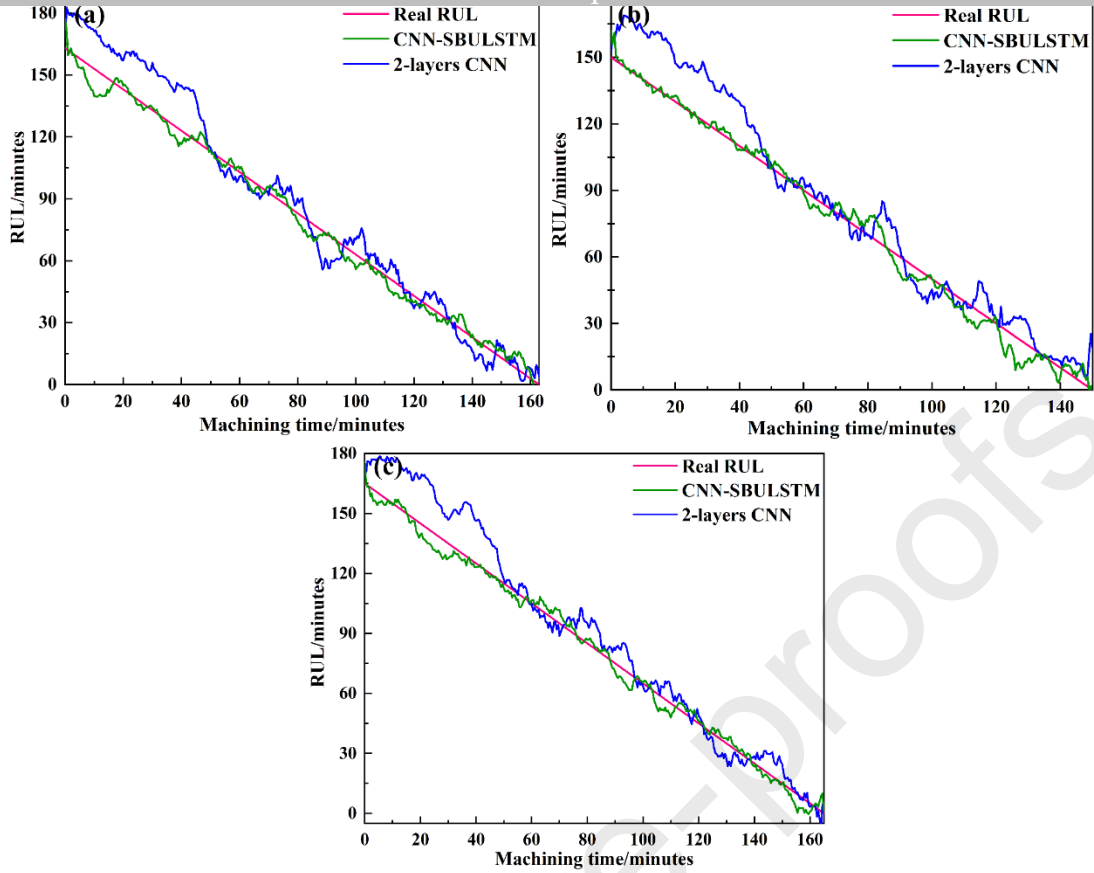 (a)
Real RUL
CNN-SBULSTM
2-layers CNN
180
150
120
90
60
30
0
RUL/minutes
0 20 40 60 80 100 120 140 160
Machining time/minutes
(b)
Real RUL
CNN-SBULSTM
2-layers CNN
150
120
90
60
30
0
RUL/minutes
0 20 40 60 80 100 120 140
Machining time/minutes
(c)
Real RUL
CNN-SBULSTM
2-layers CNN
180
150
120
90
60
30
0
RUL/minutes
0 20 40 60 80 100 120 140 160
Machining time/minutes
e-proofs